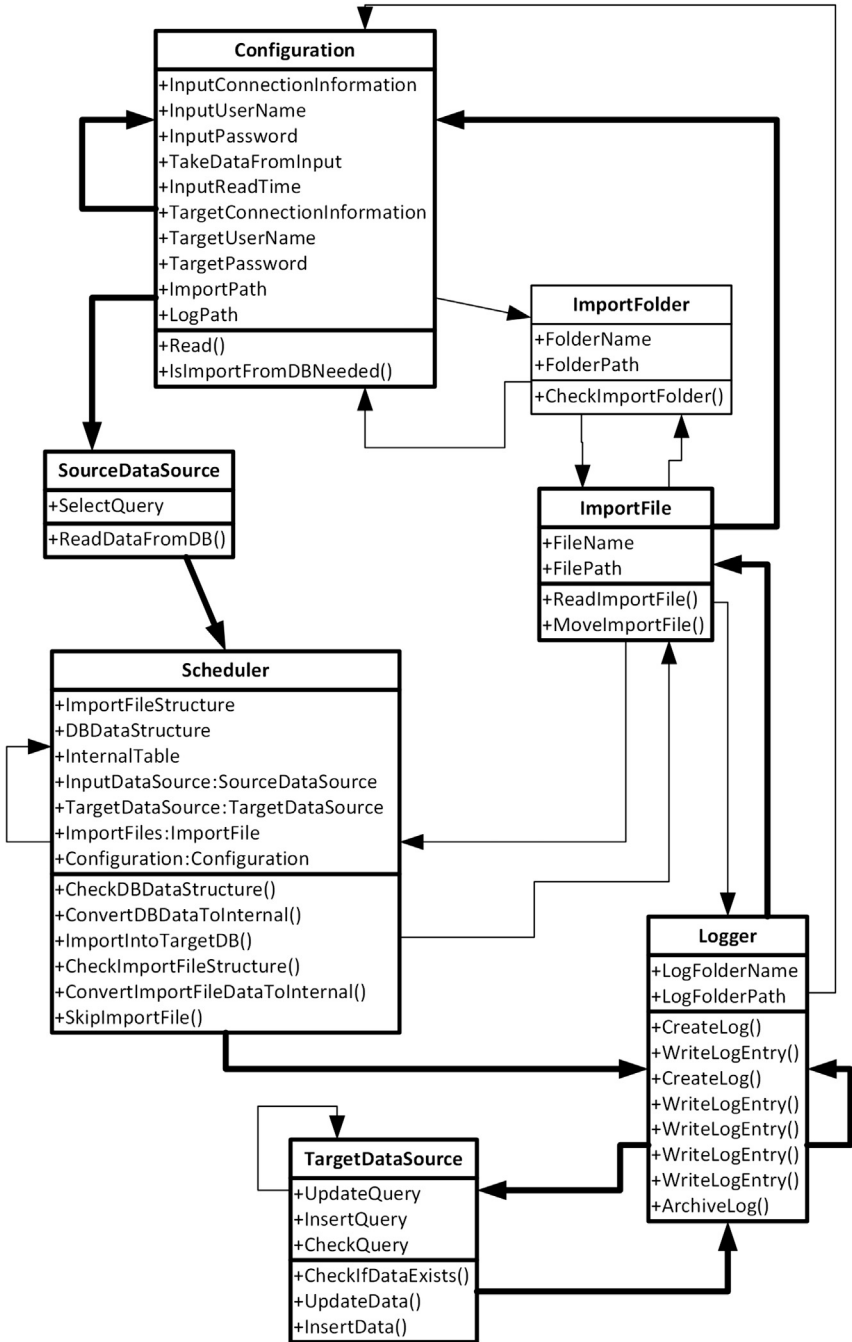 Configuration
+InputConnectionInformation
+InputUserName
+InputPassword
+TakeDataFromInput
+InputReadTime
+TargetConnectionInformation
+TargetUserName
+TargetPassword
+ImportPath
+LogPath
+Read()
+IsImportFromDBNeeded()
ImportFolder
+FolderName
+FolderPath
+CheckImportFolder()
SourceDataSource
+SelectQuery
+ReadDataFromDB()
ImportFile
+FileName
+FilePath
+ReadImportFile()
+MoveImportFile()
Scheduler
+ImportFileStructure
+DBDataStructure
+InternalTable
+InputDataSource:SourceDataSource
+TargetDataSource:TargetDataSource
+ImportFiles:ImportFile
+Configuration:Configuration
+CheckDBDataStructure()
+ConvertDBDataToInternal()
+ImportIntoTargetDB()
+CheckImportFileStructure()
+ConvertImportFileDataToInternal()
+SkipImportFile()
Logger
+LogFolderName
+LogFolderPath
+CreateLog()
+WriteLogEntry()
+CreateLog()
+WriteLogEntry()
+WriteLogEntry()
+WriteLogEntry()
+WriteLogEntry()
+ArchiveLog()
TargetDataSource
+UpdateQuery
+InsertQuery
+CheckQuery
+CheckIfDataExists()
+UpdateData()
+InsertData()